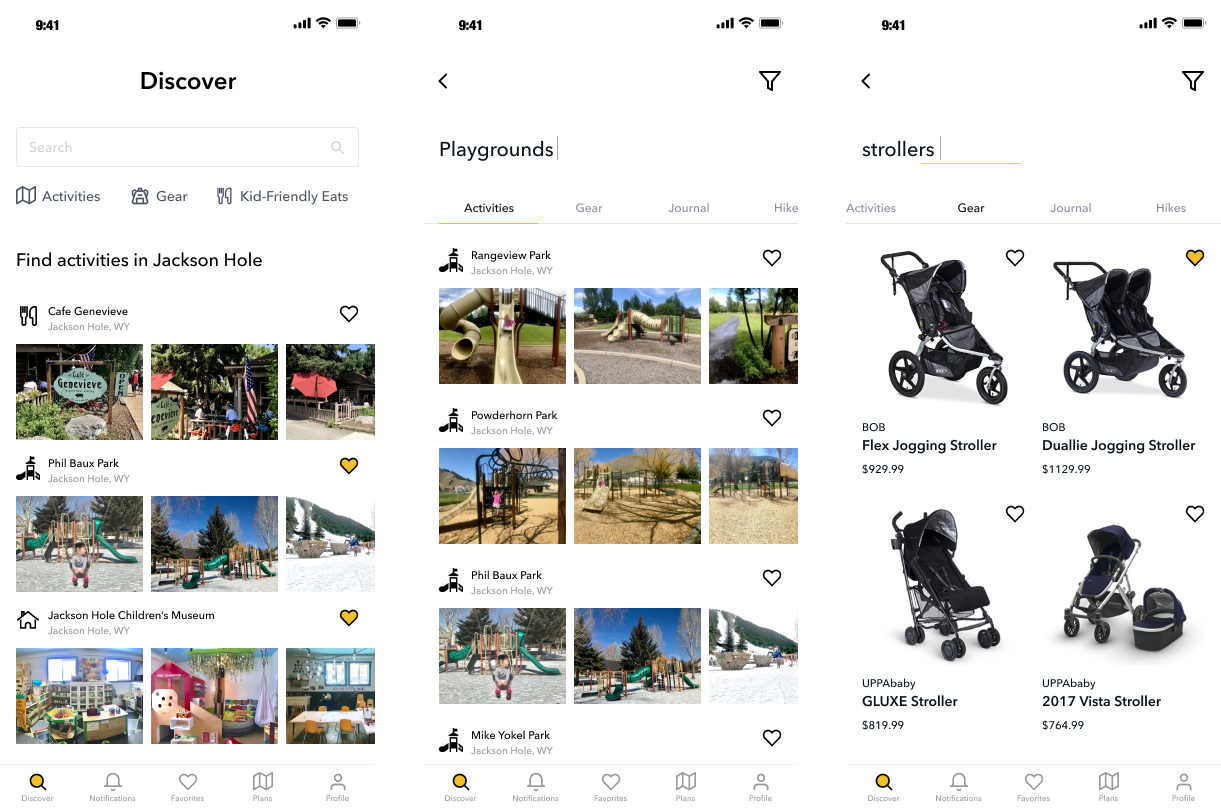 9:41
Discover
Search
Activities
Gear
Kid-Friendly Eats
Find activities in Jackson Hole
Cafe Genevieve
Jackson Hole, WY
Café
Genevieve
OPEN
Phil Baux Park
Jackson Hole, WY
Jackson Hole Children's Museum
Jackson Hole, WY
Discover
Notifications
Favorites
Plans
Profile
9:41
Playgrounds
Activities
Gear
Journal
Hike
Rangeview Park
Jackson Hole, WY
Powderhorn Park
Jackson Hole, WY
Phil Baux Park
Jackson Hole, WY
Mike Yokel Park
Jackson Hole, WY
Discover
Notifications
Favorites
Plans
Profile
9:41
strollers
Activities
Gear
Journal
Hikes
BOB
Flex Jogging Stroller
$929.99
BOB
Duallie Jogging Stroller
$1129.99
UPPAbaby
GLUXE Stroller
$819.99
UPPAbaby
2017 Vista Stroller
$764.99
Discover
Notifications
Favorites
Plans
Profile